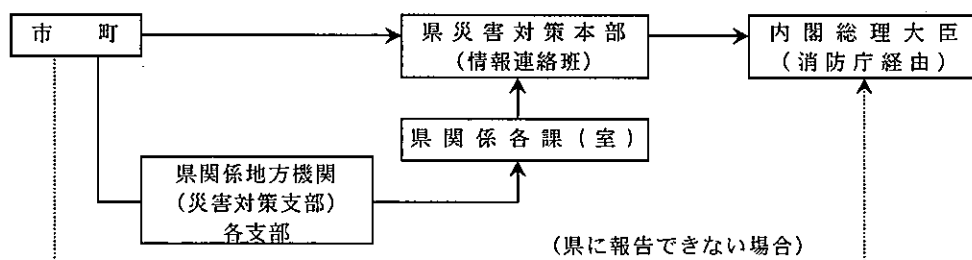 市町
県災害対策本部
(情報連絡班)
内閣総理大臣
(消防庁経由)
県関係各課(室)
県関係地方機関
(災害対策支部)
各支部
(県に報告できない場合)